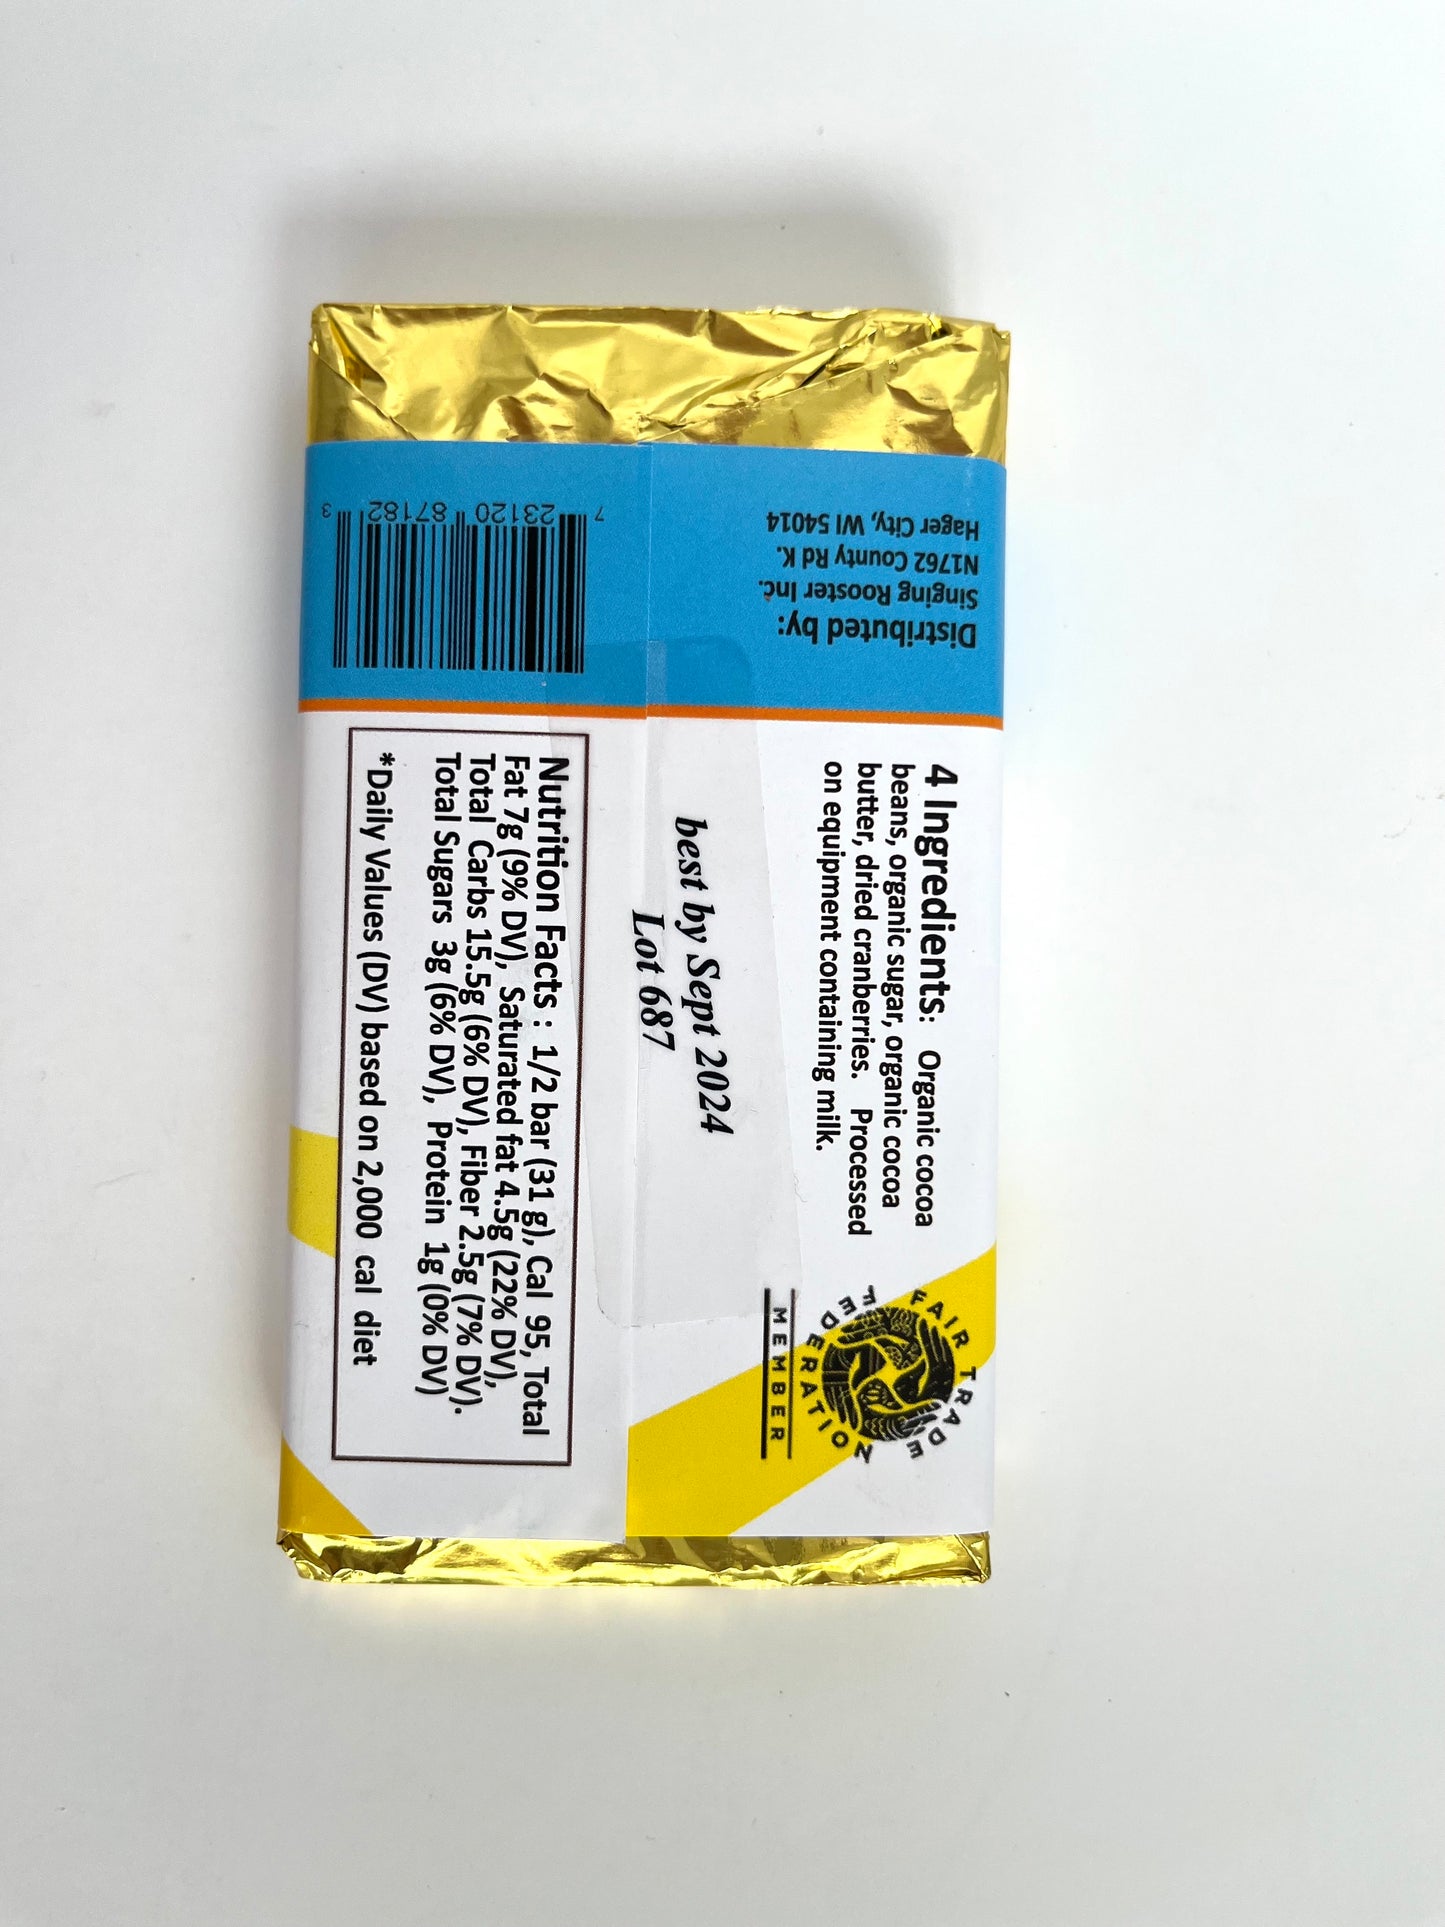 4 Ingredients: Organic cocoa
beans, organic sugar, organic cocoa
butter, dried cranberries. Processed
on equipment containing milk.
FAIR TRADE
FEDERATION
MEMBER
best by Sept 2024
Lot 687
Nutrition Facts : 1/2 bar (31 g), Cal 95, Total
Fat 7g (9% DV), Saturated fat 4.5g (22% DV),
Total Carbs 15.5g (6% DV), Fiber 2.5g (7% DV).
Total Sugars 3g (6% DV), Protein 1g (0% DV)
*Daily Values (DV) based on 2,000 cal diet
Distributed by:
Singing Rooster Inc.
N1762 County Rd K.
Hager City, WI 54014
7 23120 87182 3